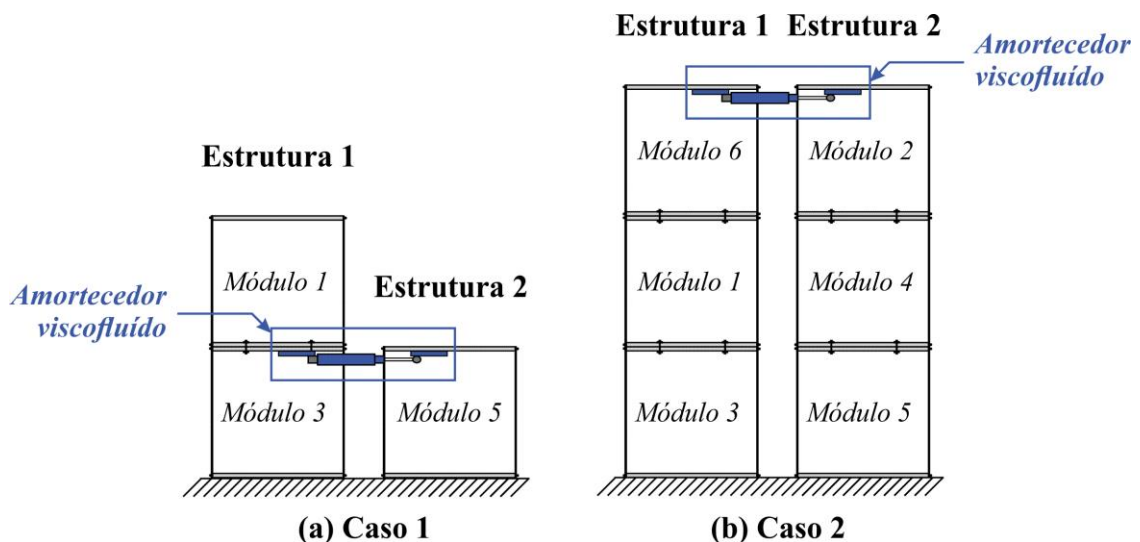 Estrutura 1
Amortecedor
viscofluído
Módulo 1
Estrutura 2
Módulo 3
Módulo 5
(a) Caso 1
Estrutura 1 Estrutura 2
Amortecedor
viscofluído
Módulo 6
Módulo 2
Módulo 1
Módulo 4
Módulo 3
Módulo 5
(b) Caso 2